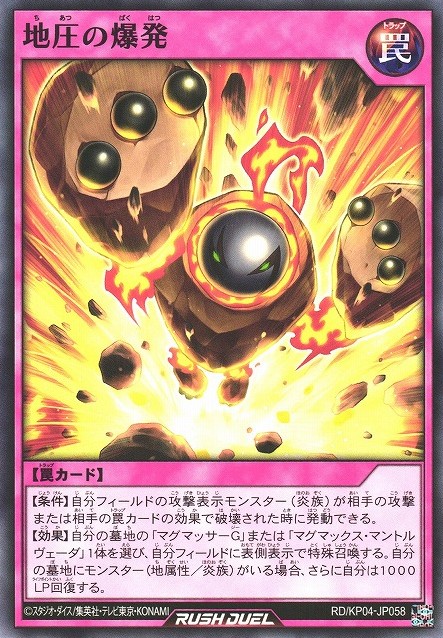 地圧の爆発
罠
【罠カード】
【条件】自分フィールドの攻撃表示モンスター(炎族)が相手の攻撃
または相手の罠カードの効果で破壊された時に発動できる。
【効果】自分の墓地の「マグマッサーG」または「マグマックス・マントル
ヴェーダ」1体を選び、自分フィールドに表側表示で特殊召喚する。自分
の墓地にモンスター(地属性/炎族)がいる場合、さらに自分は1000
LP回復する。
©スタジオ・ダイス/集英社・テレビ東京・KONAMI RUSH DUEL RD/KP04-JP058